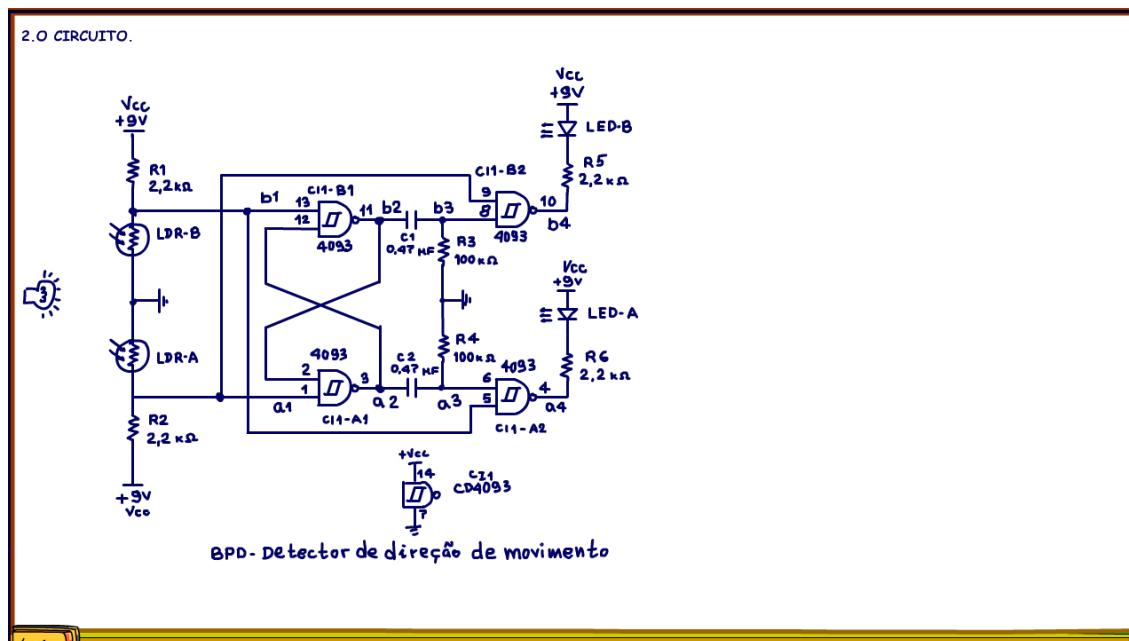 2.O CIRCUITO.
Vcc
+9V
R1
2,2kΩ
LDR-B
LDR-A
R2
2,2kΩ
+9V
Vcc
b1
13
12
CI1-B1
11
4093
b2
C1
0,47µF
b3
R3
100kΩ
CI1-B2
9
8
10
4093
b4
Vcc
+9V
LED-B
R5
2,2kΩ
4093
2
1
3
a1
CI1-A1
a2
C2
0,47µF
a3
R4
100kΩ
4093
6
5
4
CI1-A2
a4
Vcc
+9V
LED-A
R6
2,2kΩ
+Vcc
14
7
CI1
CD4093
BPD- Detector de direção de movimento